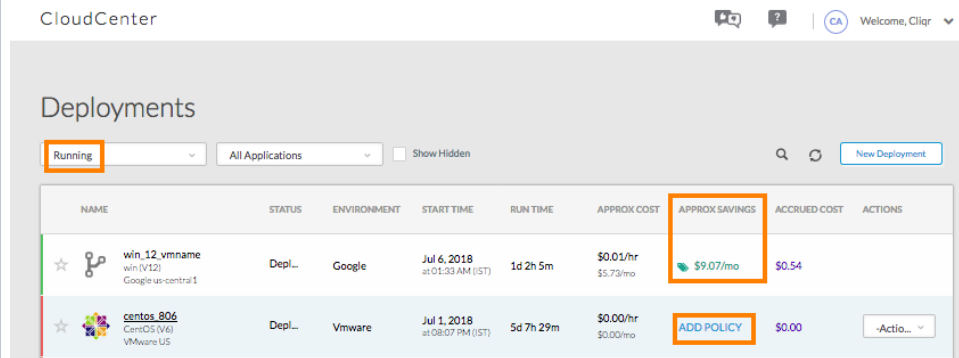 CloudCenter
?
CA Welcome, Cliqr
Deployments
Running All Applications Show Hidden New Deployment
NAME STATUS ENVIRONMENT START TIME RUN TIME APPROX COST APPROX SAVINGS ACCRUED COST ACTIONS
win_12_vmname
win (V12)
Google us-central1
Depl...
Google
Jul 6, 2018
at 01:33 AM (IST)
1d 2h 5m
$0.01/hr
$5.73/mo
$9.07/mo
$0.54
centos_806
CentOS (V6)
VMware US
Depl...
Vmware
Jul 1, 2018
at 08:07 PM (IST)
5d 7h 29m
$0.00/hr
$0.00/mo
ADD POLICY
$0.00
-Actio...